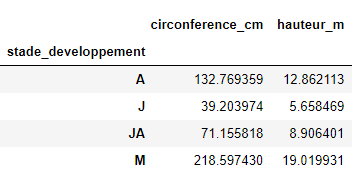 circonference_cm hauteur_m
stade_developpement
A 132.769359 12.862113
J 39.203974 5.658469
JA 71.155818 8.906401
M 218.597430 19.019931